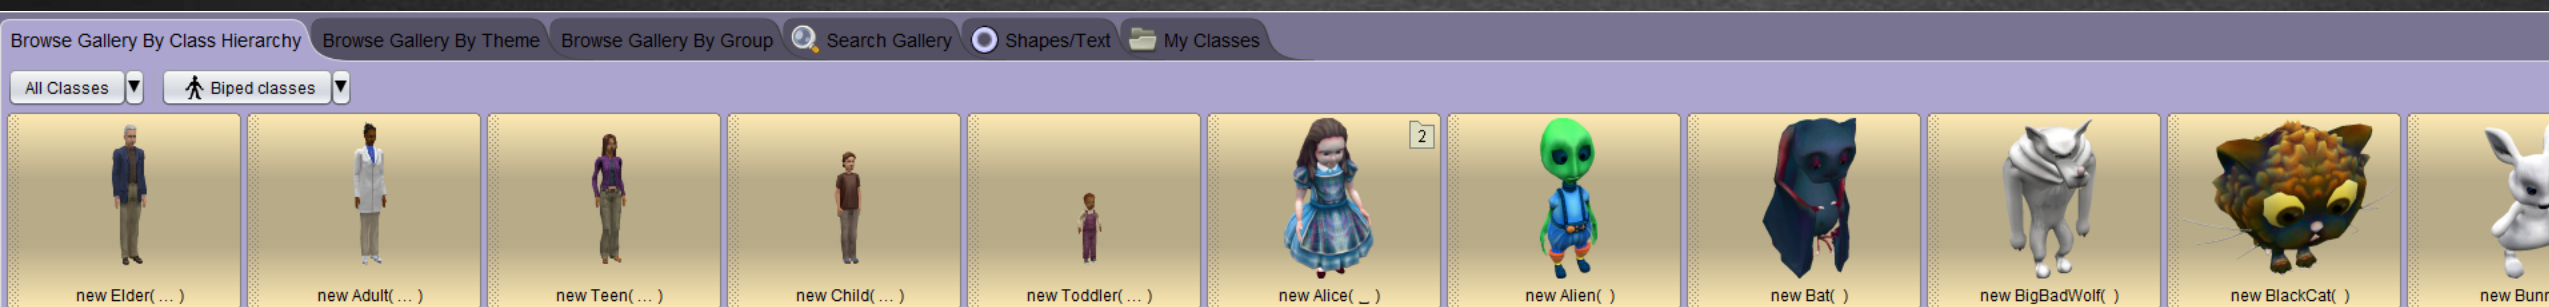 Browse Gallery By Class Hierarchy Browse Gallery By Theme Browse Gallery By Group Search Gallery Shapes/Text My Classes
All Classes Biped classes
2
new Elder( ... ) new Adult( ... ) new Teen( ... ) new Child( ... ) new Toddler( ... ) new Alice( _ ) new Alien( ) new Bat( ) new BigBadWolf( ) new BlackCat( ) new Bunn